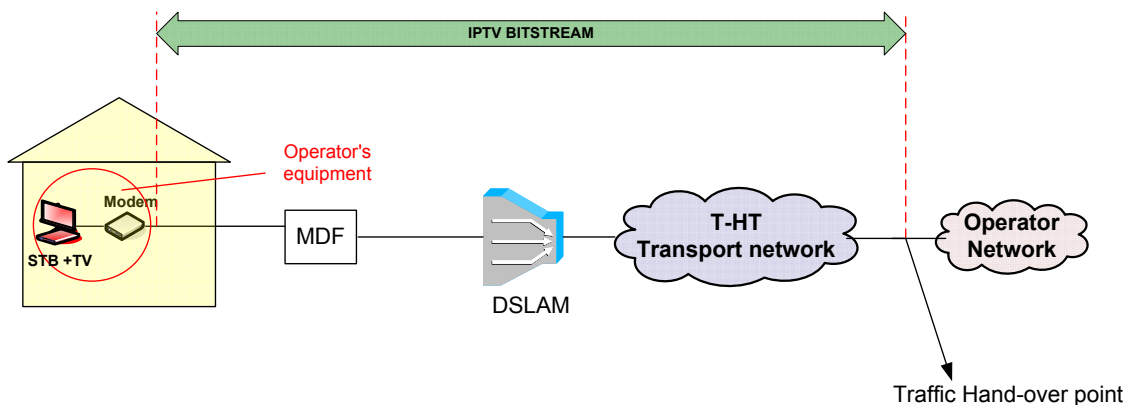 IPTV BITSTREAM
Operator's
equipment
Modem
STB +TV
MDF
DSLAM
T-HT
Transport network
Operator
Network
Traffic Hand-over point